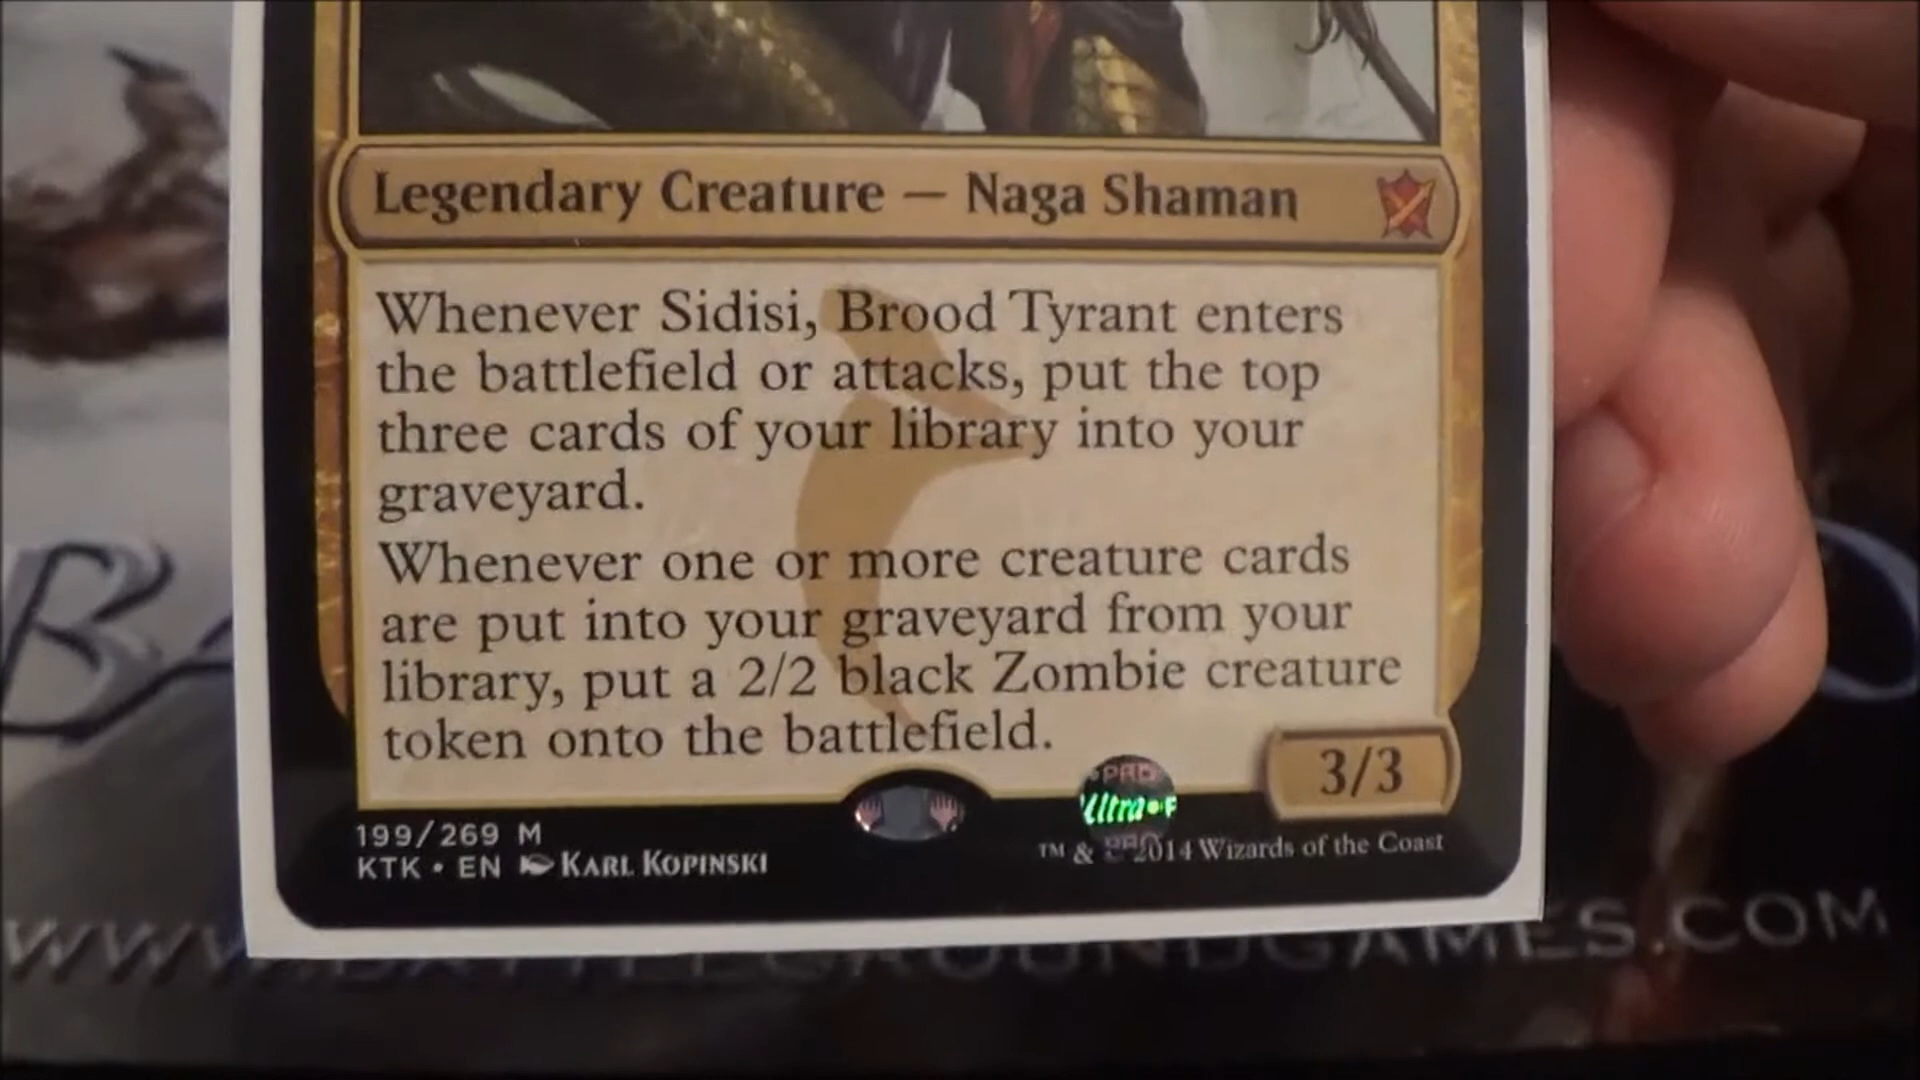 Legendary Creature — Naga Shaman
Whenever Sidisi, Brood Tyrant enters
the battlefield or attacks, put the top
three cards of your library into your
graveyard.
Whenever one or more creature cards
are put into your graveyard from your
library, put a 2/2 black Zombie creature
token onto the battlefield.
3/3
PRO
Ultra
199/269 M
KTK • EN KARL KOPINSKI
™ & 2014 Wizards of the Coast
WWW.BATTLEGROUNDGAMES.COM